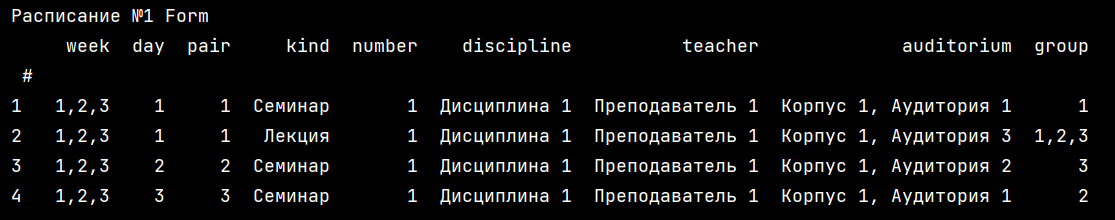 Расписание №1 Form
week day pair kind number discipline teacher auditorium group
#
1 1,2,3 1 1 Семинар 1 Дисциплина 1 Преподаватель 1 Корпус 1, Аудитория 1 1
2 1,2,3 1 1 Лекция 1 Дисциплина 1 Преподаватель 1 Корпус 1, Аудитория 3 1,2,3
3 1,2,3 2 2 Семинар 1 Дисциплина 1 Преподаватель 1 Корпус 1, Аудитория 2 3
4 1,2,3 3 3 Семинар 1 Дисциплина 1 Преподаватель 1 Корпус 1, Аудитория 1 2